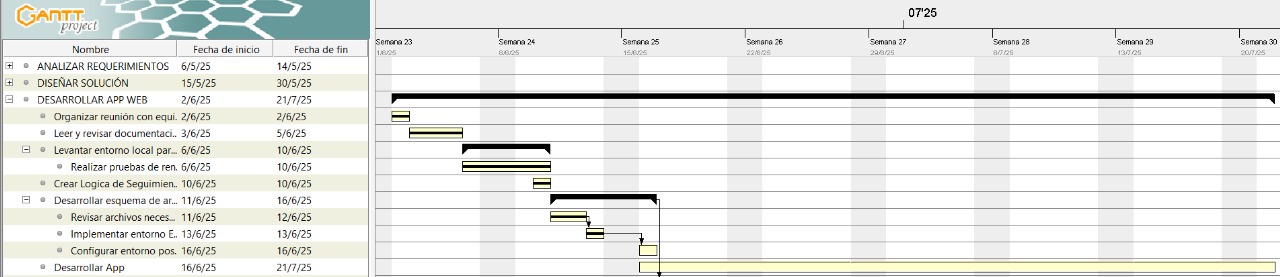 GANTT
project
07'25
Semana 23 Semana 24 Semana 25 Semana 26 Semana 27 Semana 28 Semana 29 Semana 30
1/6/25 8/6/25 15/6/25 22/6/25 29/6/25 6/7/25 13/7/25 20/7/25
Nombre Fecha de inicio Fecha de fin
ANALIZAR REQUERIMIENTOS 6/5/25 14/5/25
DISEÑAR SOLUCIÓN 15/5/25 30/5/25
DESARROLLAR APP WEB 2/6/25 21/7/25
Organizar reunión con equi.. 2/6/25 2/6/25
Leer y revisar documentaci.. 3/6/25 5/6/25
Levantar entorno local par... 6/6/25 10/6/25
Realizar pruebas de ren.. 6/6/25 10/6/25
Crear Logica de Seguimien.. 10/6/25 10/6/25
Desarrollar esquema de ar... 11/6/25 16/6/25
Revisar archivos neces... 11/6/25 12/6/25
Implementar entorno E... 13/6/25 13/6/25
Configurar entorno pos.. 16/6/25 16/6/25
Desarrollar App 16/6/25 21/7/25